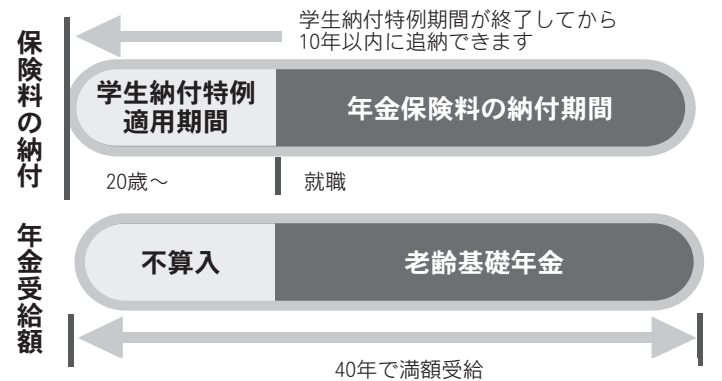 保険料の納付
学生納付特例期間が終了してから
10年以内に追納できます
学生納付特例
適用期間
年金保険料の納付期間
20歳～
就職
年金受給額
不算入
老齢基礎年金
40年で満額受給